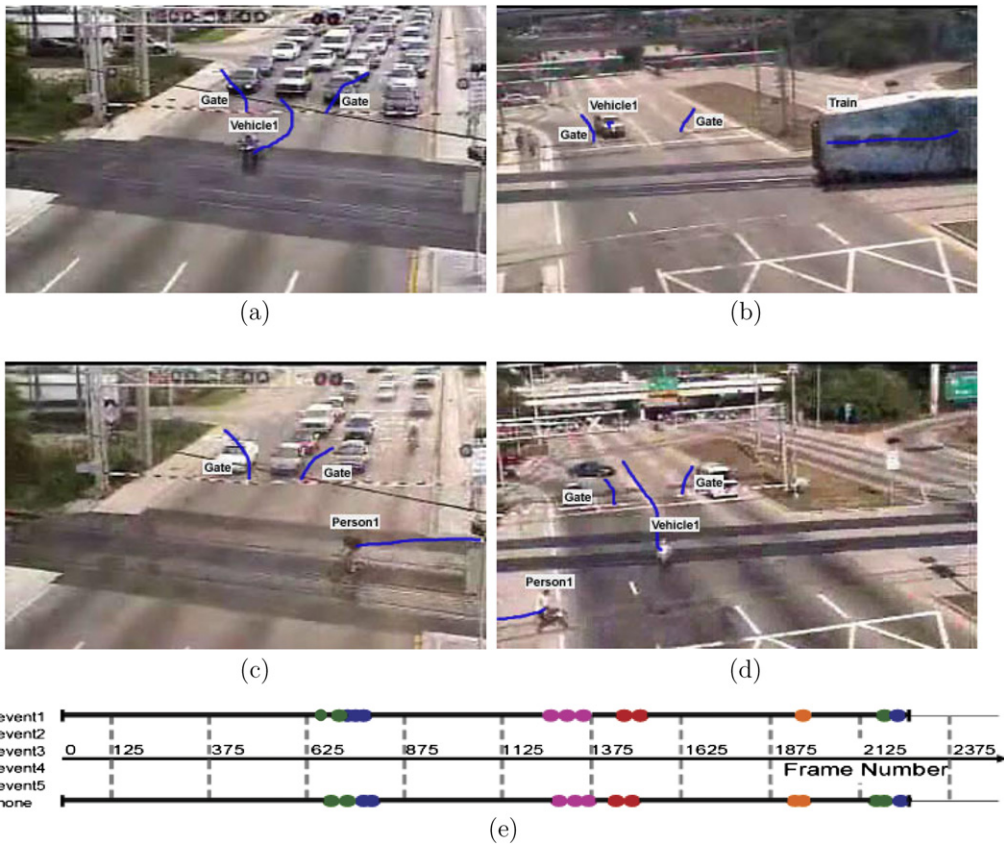 Gate
Gate
Vehicle1
(a)
Vehicle1
Gate
Gate
Train
(b)
Gate
Gate
Person1
(c)
Gate
Gate
Vehicle1
Person1
(d)
event1
event2
event3
event4
event5
none
0 125 375 625 875 1125 1375 1625 1875 2125 2375
Frame Number
(e)